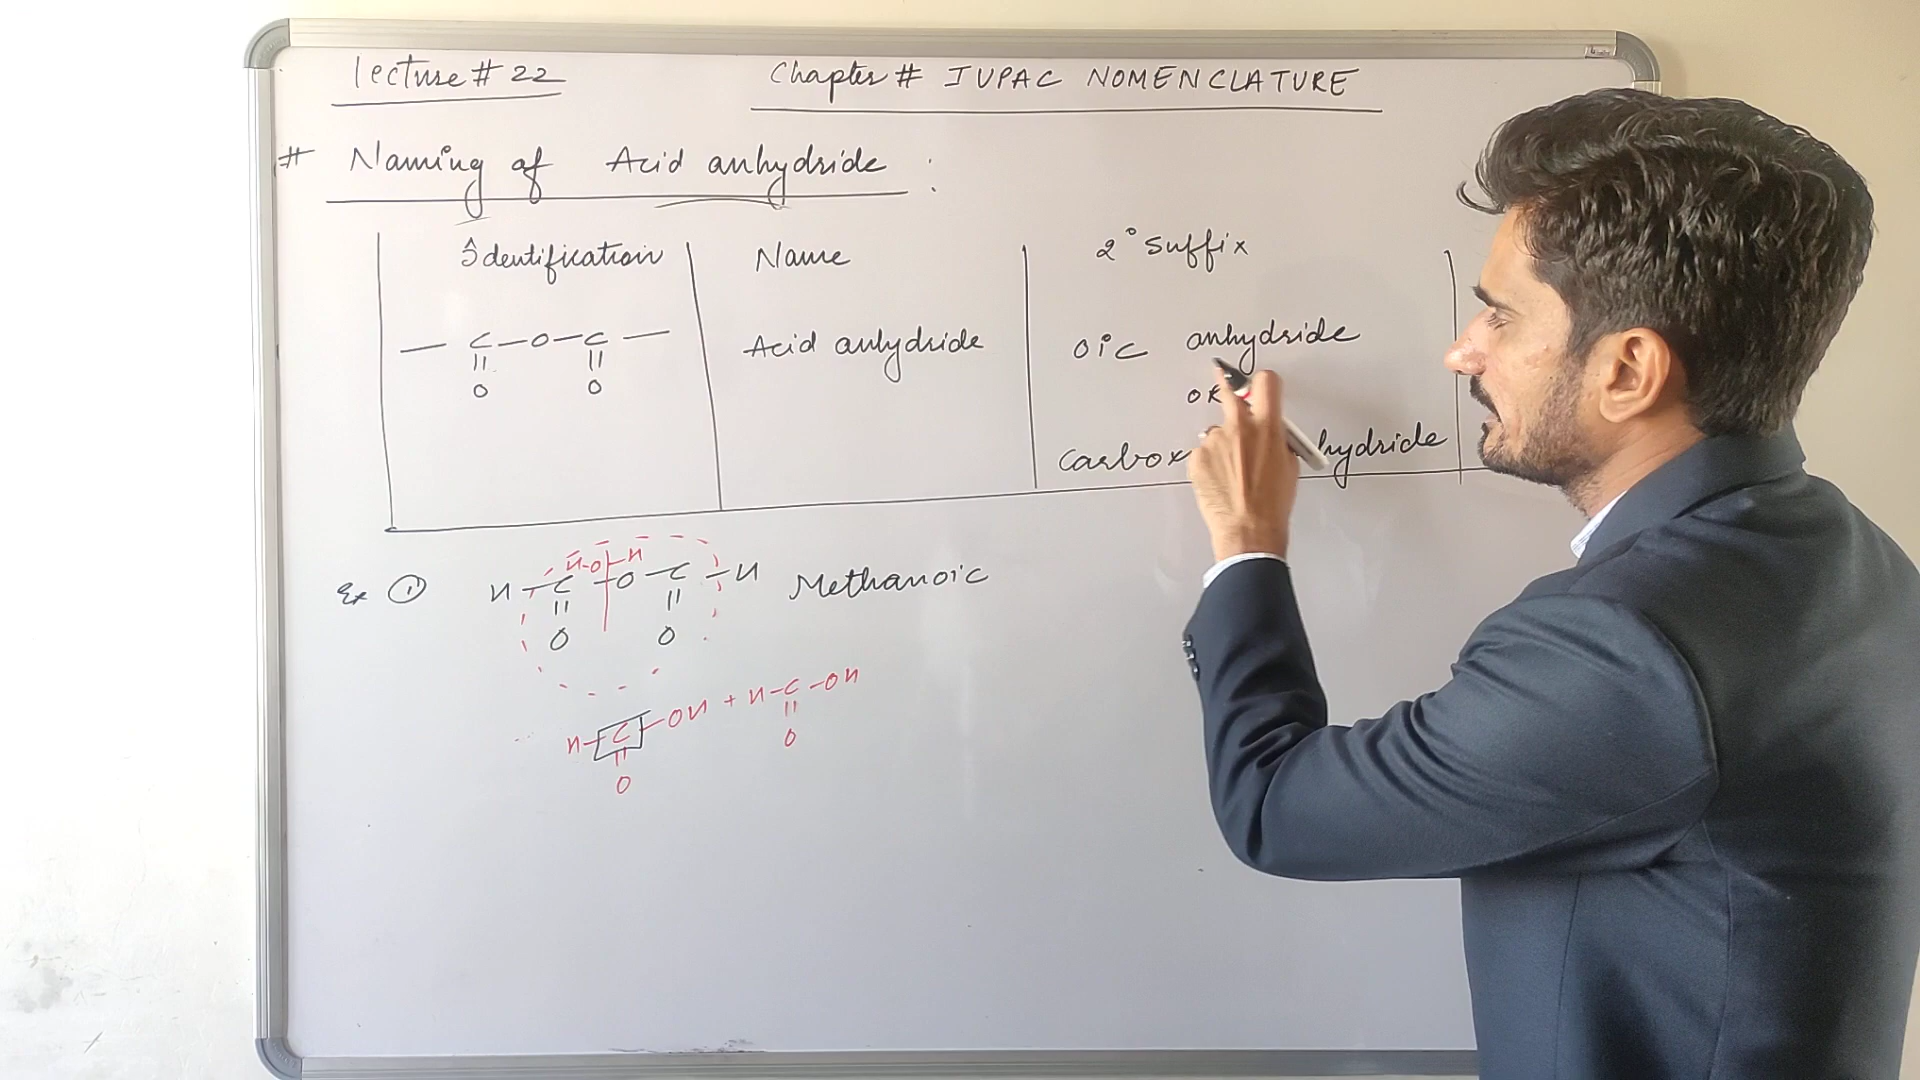 Lecture # 22
Chapter # IUPAC NOMENCLATURE
# Naming of Acid anhydride :
Identification
Name
2° Suffix
— C — O — C —
|| ||
O O
Acid anhydride
oic anhydride
OR
hydride
Ex ①
H – C – O – C – H Methanoic
H-O-H
|| ||
O O
H – C – OH + H – C – OH
|| ||
O O